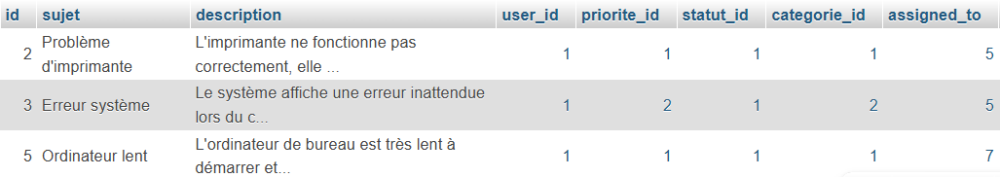 id sujet description user_id priorite_id statut_id categorie_id assigned_to
2 Problème d'imprimante L'imprimante ne fonctionne pas correctement, elle ... 1 1 1 1 5
3 Erreur système Le système affiche une erreur inattendue lors du c... 1 2 1 2 5
5 Ordinateur lent L'ordinateur de bureau est très lent à démarrer et... 1 1 1 1 7